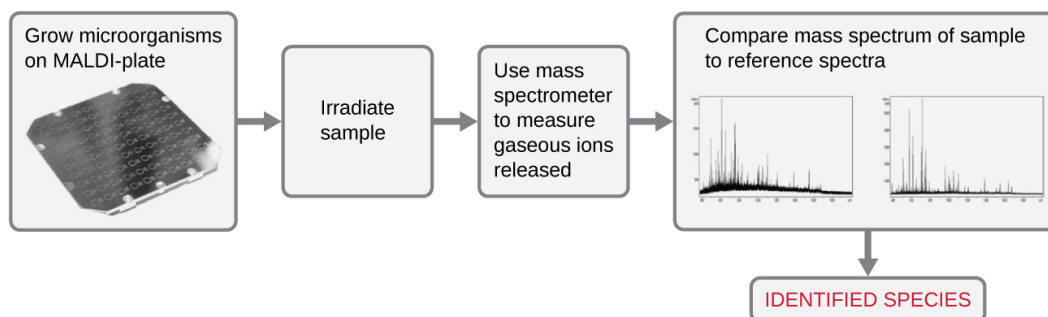 Grow microorganisms
on MALDI-plate
Irradiate
sample
Use mass
spectrometer
to measure
gaseous ions
released
Compare mass spectrum of sample
to reference spectra
IDENTIFIED SPECIES